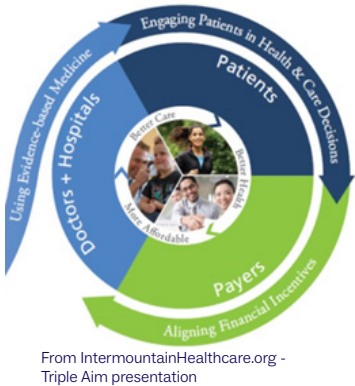 Using Evidence-based Medicine
Engaging Patients in Health & Care Decisions
Aligning Financial Incentives
Doctors + Hospitals
Patients
Payers
Better Care
Better Health
More Affordable
From IntermountainHealthcare.org -
Triple Aim presentation